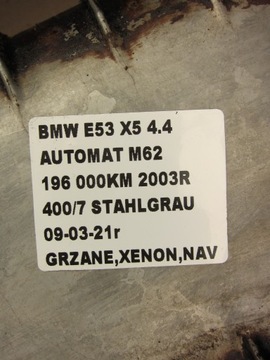 BMW E53 X5 4.4
AUTOMAT M62
196 000KM 2003R
400/7 STAHLGRAU
09-03-21r
GRZANE,XENON,NAV